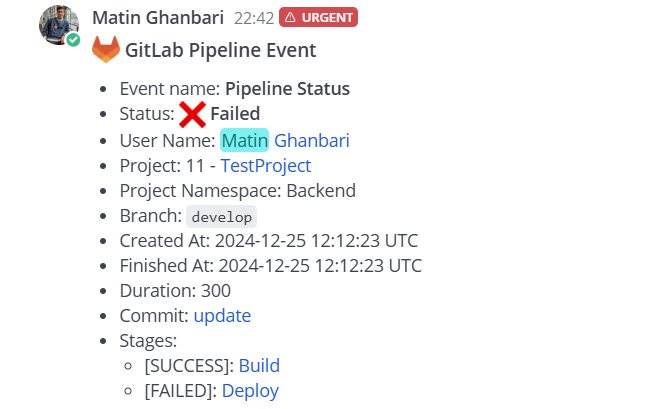 Matin Ghanbari 22:42 URGENT
GitLab Pipeline Event
Event name: Pipeline Status
Status: ❌ Failed
User Name: Matin Ghanbari
Project: 11 - TestProject
Project Namespace: Backend
Branch: develop
Created At: 2024-12-25 12:12:23 UTC
Finished At: 2024-12-25 12:12:23 UTC
Duration: 300
Commit: update
Stages:
[SUCCESS]: Build
[FAILED]: Deploy